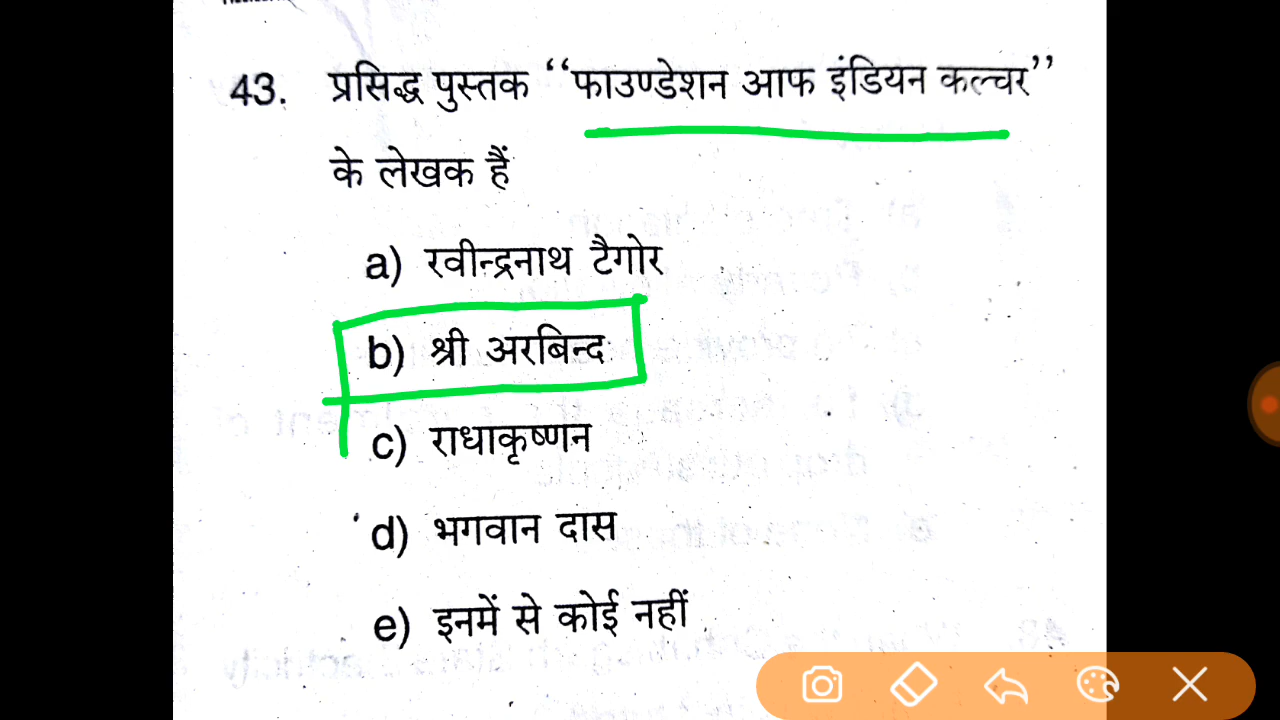 43. प्रसिद्ध पुस्तक ‘‘फाउण्डेशन आफ इंडियन कल्चर’’
के लेखक हैं
a) रवीन्द्रनाथ टैगोर
b) श्री अरबिन्द
c) राधाकृष्णन
d) भगवान दास
e) इनमें से कोई नहीं